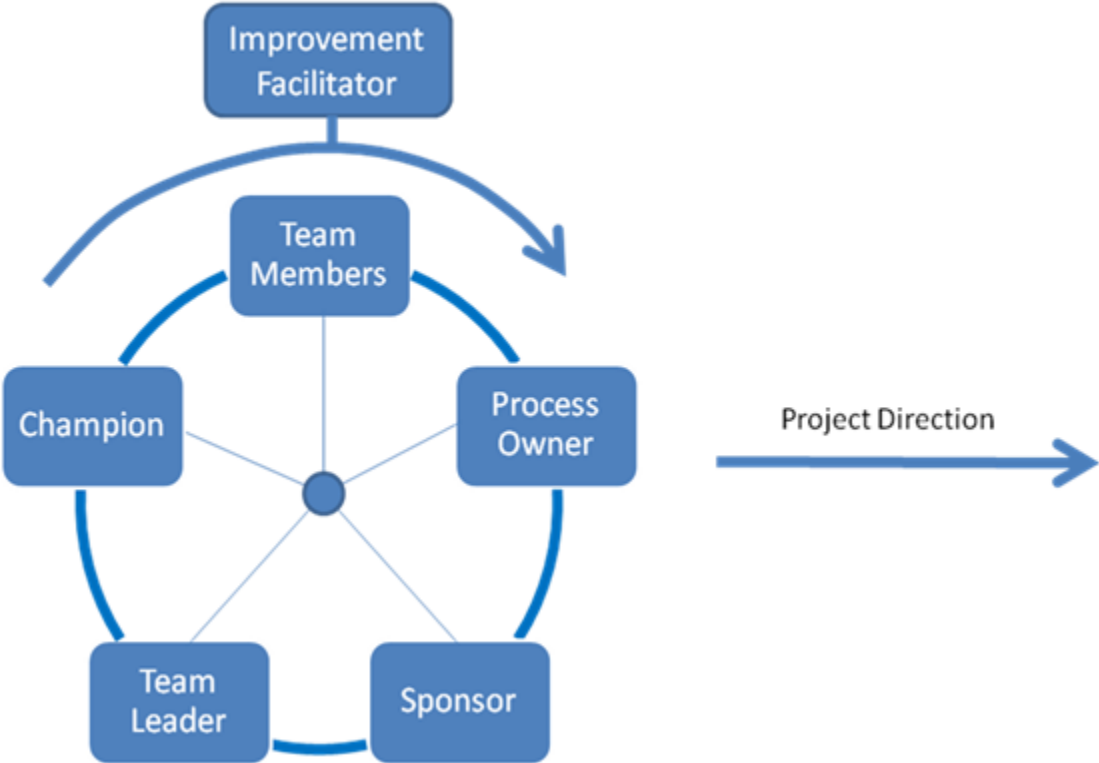 Improvement
Facilitator
Team
Members
Champion
Process
Owner
Project Direction
Team
Leader
Sponsor